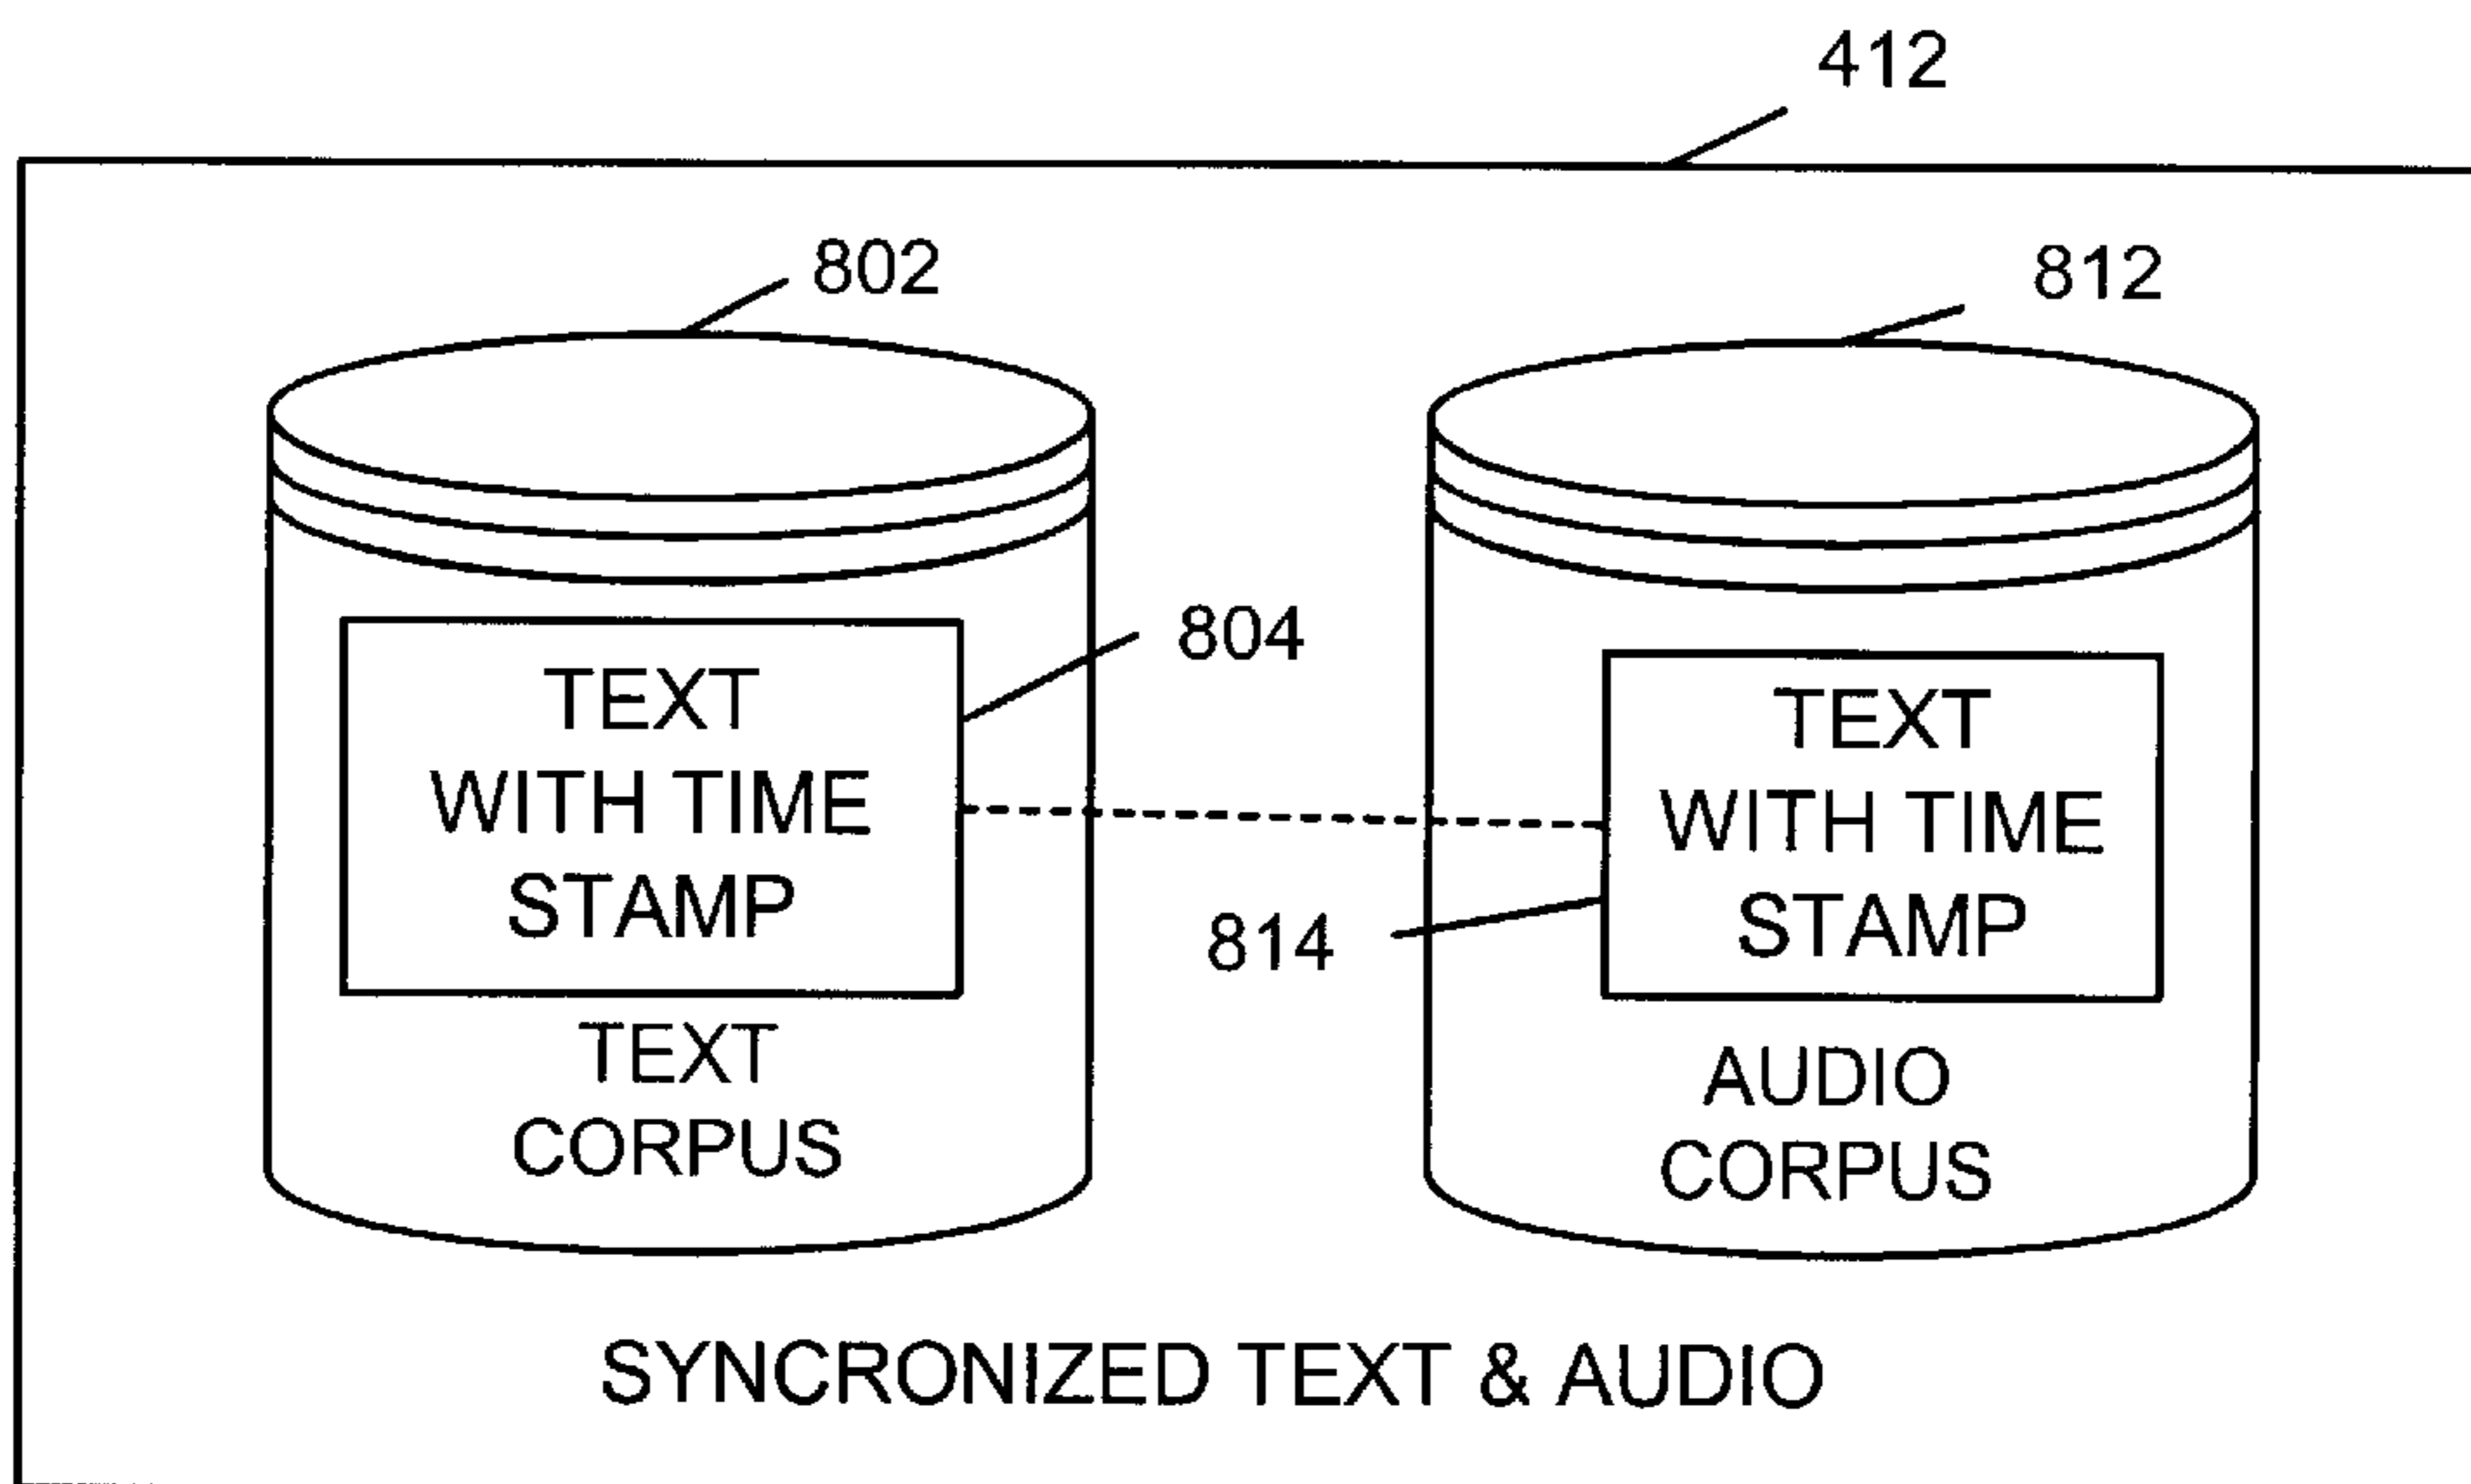 412
802
812
804
TEXT
WITH TIME
STAMP
TEXT
WITH TIME
STAMP
814
TEXT
CORPUS
AUDIO
CORPUS
SYNCRONIZED TEXT & AUDIO